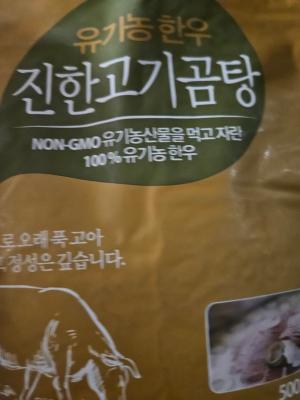 유기농 한우
진한고기곰탕
NON-GMO 유기농산물을 먹고 자란
100% 유기농 한우
로 오래 푹 고아
정성은 깊습니다.
500